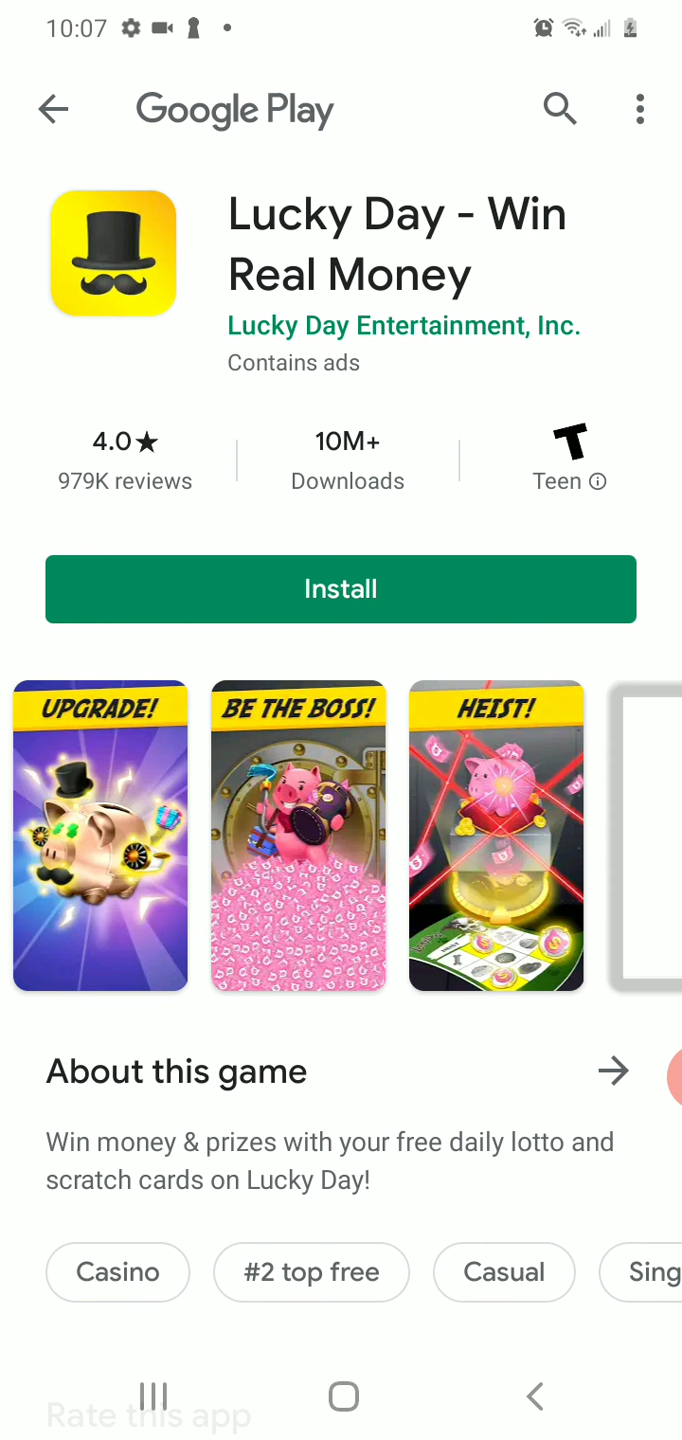 10:07
Google Play
Lucky Day - Win
Real Money
Lucky Day Entertainment, Inc.
Contains ads
4.0★
979K reviews
10M+
Downloads
T
Teen
Install
UPGRADE!
BE THE BOSS!
HEIST!
About this game
Win money & prizes with your free daily lotto and
scratch cards on Lucky Day!
Casino
#2 top free
Casual
Sing
Rate this app